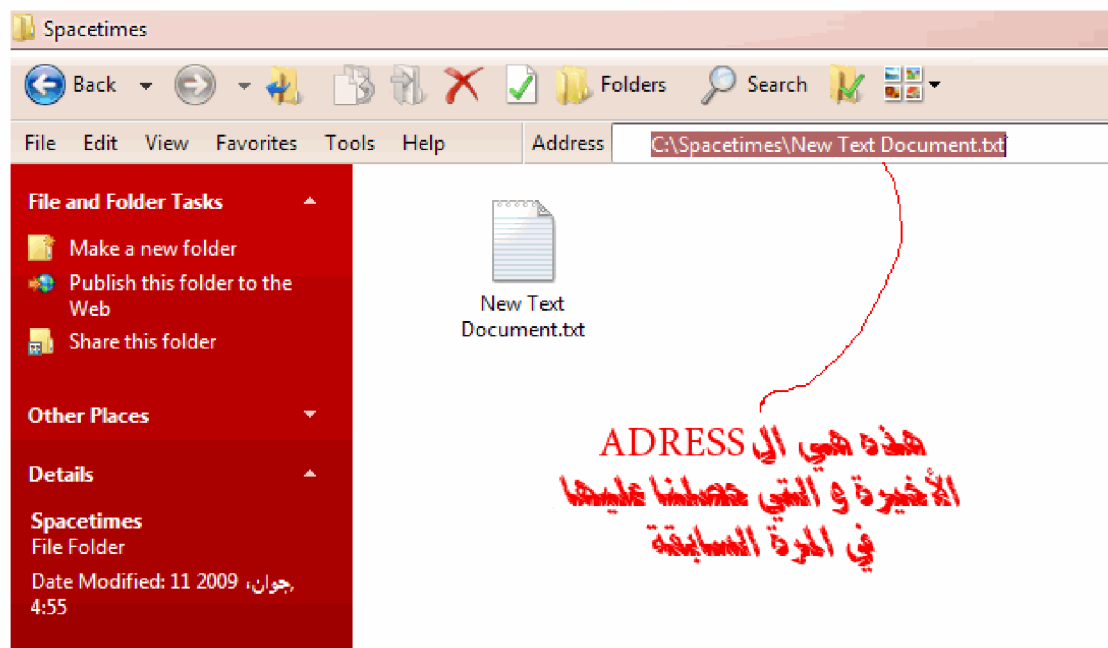 Spacetimes
Back
Folders
Search
File Edit View Favorites Tools Help
Address C:\Spacetimes\New Text Document.txt
File and Folder Tasks
Make a new folder
Publish this folder to the
Web
Share this folder
Other Places
Details
Spacetimes
File Folder
Date Modified: 11 2009 جوان،,
4:55
New Text
Document.txt
هذه هي ال ADRESS
الأخيرة و التي حصلنا عليها
في المرة السابقة